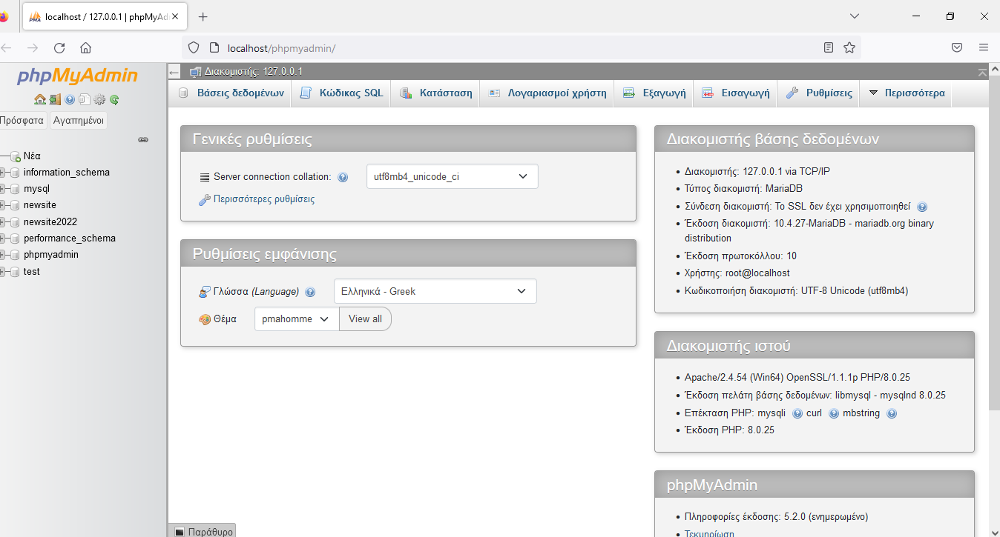 localhost / 127.0.0.1 | phpMyAd
localhost/phpmyadmin/
phpMyAdmin
Πρόσφατα Αγαπημένοι
Νέα
information_schema
mysql
newsite
newsite2022
performance_schema
phpmyadmin
test
Διακομιστής: 127.0.0.1
Βάσεις δεδομένων Κώδικας SQL Κατάσταση Λογαριασμοί χρήστη Εξαγωγή Εισαγωγή Ρυθμίσεις Περισσότερα
Γενικές ρυθμίσεις
Server connection collation: utf8mb4_unicode_ci
Περισσότερες ρυθμίσεις
Ρυθμίσεις εμφάνισης
Γλώσσα (Language) Ελληνικά - Greek
Θέμα pmahomme View all
Διακομιστής βάσης δεδομένων
• Διακομιστής: 127.0.0.1 via TCP/IP
• Τύπος διακομιστή: MariaDB
• Σύνδεση διακομιστή: Το SSL δεν έχει χρησιμοποιηθεί
• Έκδοση διακομιστή: 10.4.27-MariaDB - mariadb.org binary
distribution
• Έκδοση πρωτοκόλλου: 10
• Χρήστης: root@localhost
• Κωδικοποίηση διακομιστή: UTF-8 Unicode (utf8mb4)
Διακομιστής ιστού
• Apache/2.4.54 (Win64) OpenSSL/1.1.1p PHP/8.0.25
• Έκδοση πελάτη βάσης δεδομένων: libmysql - mysqlnd 8.0.25
• Επέκταση PHP: mysqli curl mbstring
• Έκδοση PHP: 8.0.25
phpMyAdmin
• Πληροφορίες έκδοσης: 5.2.0 (ενημερωμένο)
• Τεκμηρίωση
Παράθυρο